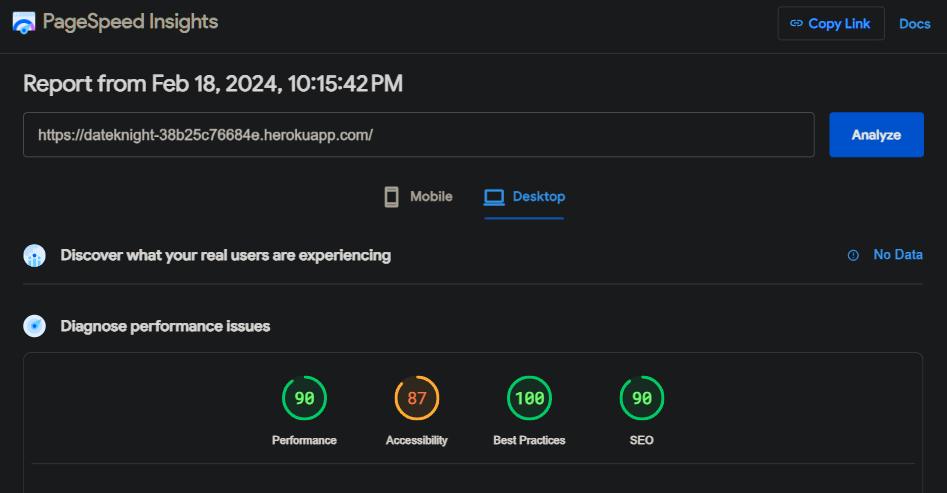 PageSpeed Insights
Copy Link
Docs
Report from Feb 18, 2024, 10:15:42 PM
https://dateknight-38b25c76684e.herokuapp.com/
Analyze
Mobile
Desktop
Discover what your real users are experiencing
No Data
Diagnose performance issues
90
87
100
90
Performance
Accessibility
Best Practices
SEO